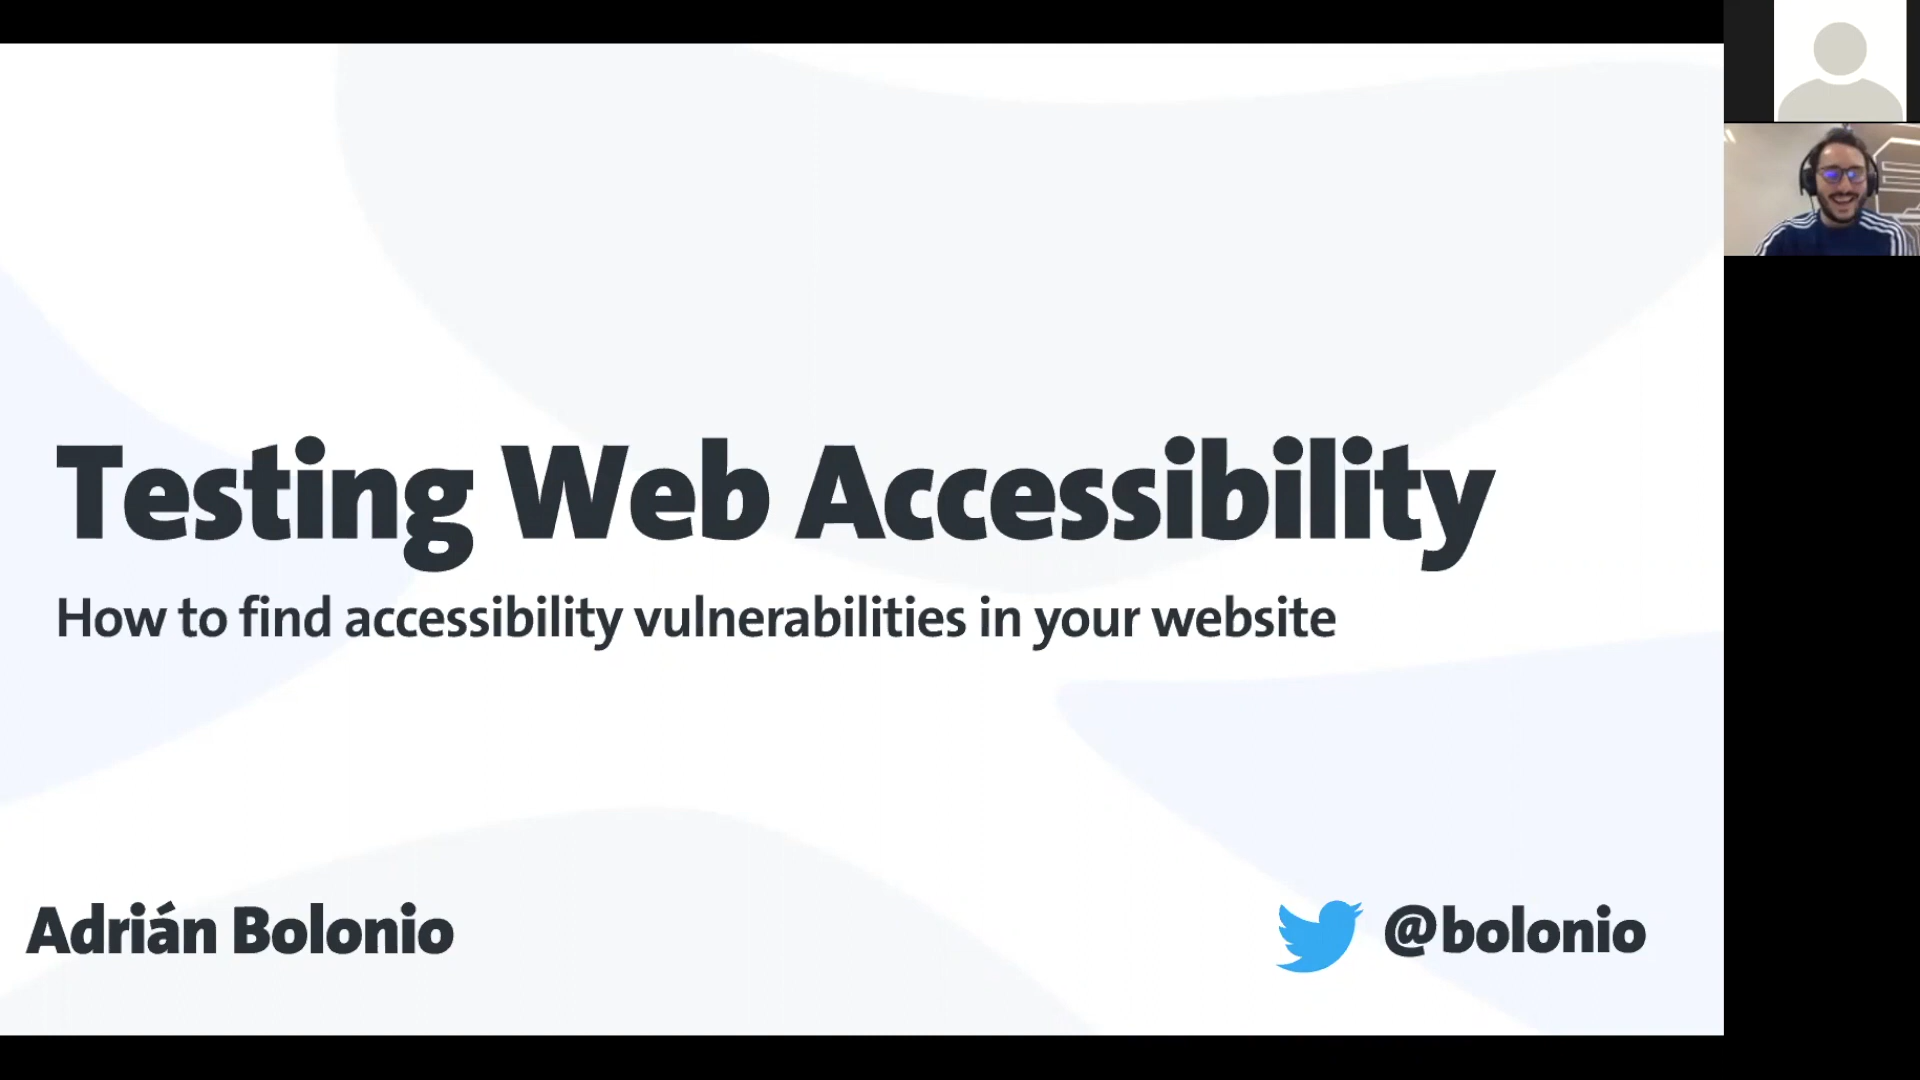 Testing Web Accessibility
How to find accessibility vulnerabilities in your website
Adrián Bolonio
@bolonio